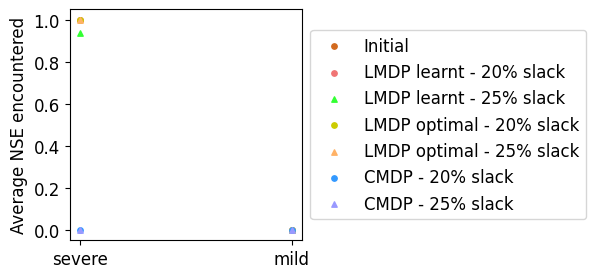 Average NSE encountered
1.0
0.8
0.6
0.4
0.2
0.0
severe
mild
Initial
LMDP learnt - 20% slack
LMDP learnt - 25% slack
LMDP optimal - 20% slack
LMDP optimal - 25% slack
CMDP - 20% slack
CMDP - 25% slack